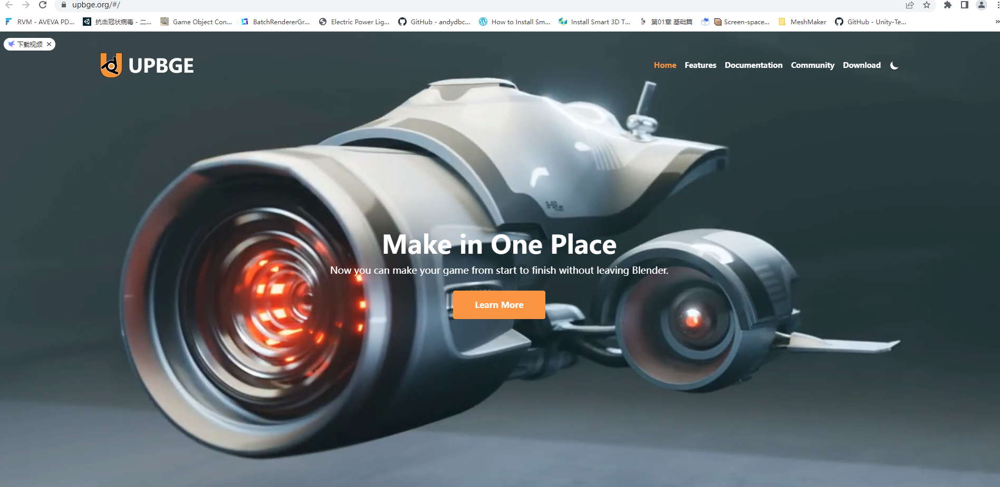 upbge.org/#/
RVM - AVEVA PD... 抗击冠状病毒 - 二... Game Object Con... BatchRendererGr... Electric Power Lig... GitHub - andydbc... How to Install Sm... Install Smart 3D T... 第01章 基础篇 Screen-space... MeshMaker GitHub - Unity-Te... »
下载视频 ×
UPBGE
Home Features Documentation Community Download
Make in One Place
Now you can make your game from start to finish without leaving Blender.
Learn More